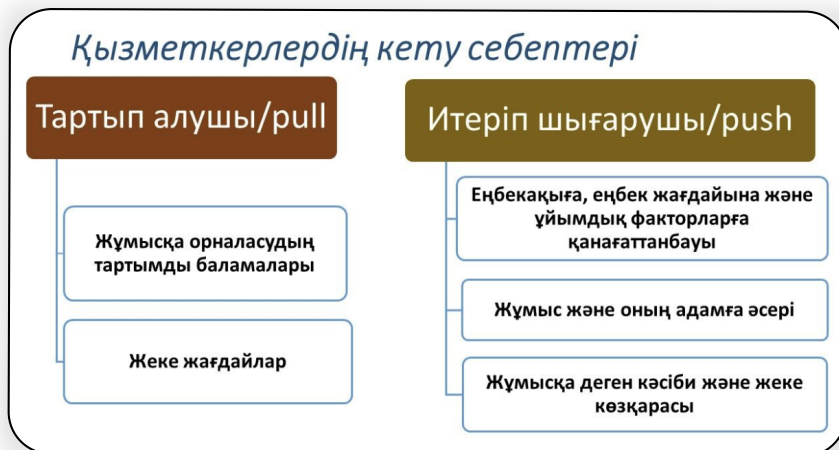 Қызметкерлердің кету себептері
Тартып алушы/pull
Жұмысқа орналасудың
тартымды баламалары
Жеке жағдайлар
Итеріп шығарушы/push
Еңбекақыға, еңбек жағдайына және
ұйымдық факторларға
қанағаттанбауы
Жұмыс және оның адамға әсері
Жұмысқа деген кәсіби және жеке
көзқарасы